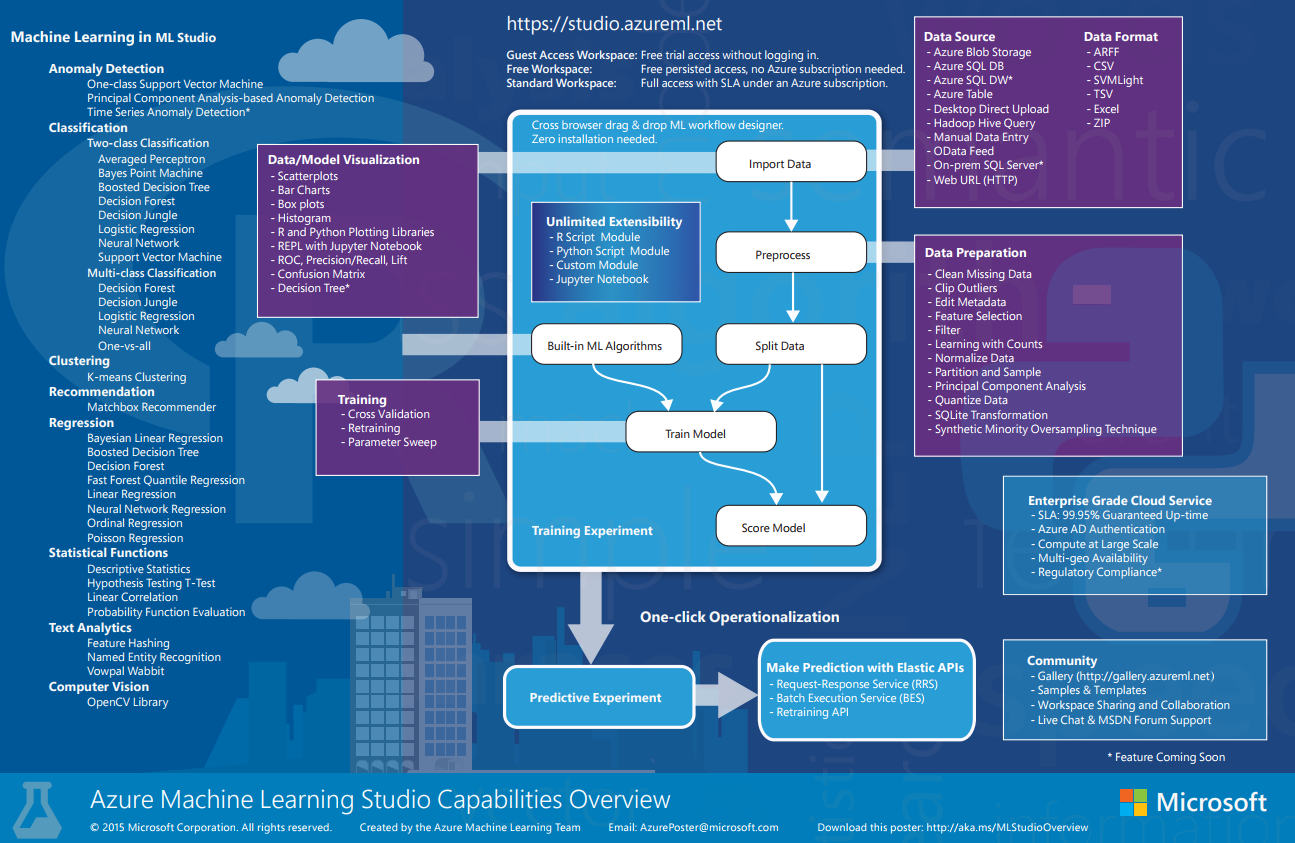 Machine Learning in ML Studio
Anomaly Detection
One-class Support Vector Machine
Principal Component Analysis-based Anomaly Detection
Time Series Anomaly Detection*
Classification
Two-class Classification
Averaged Perceptron
Bayes Point Machine
Boosted Decision Tree
Decision Forest
Decision Jungle
Logistic Regression
Neural Network
Support Vector Machine
Multi-class Classification
Decision Forest
Decision Jungle
Logistic Regression
Neural Network
One-vs-all
Clustering
K-means Clustering
Recommendation
Matchbox Recommender
Regression
Bayesian Linear Regression
Boosted Decision Tree
Decision Forest
Fast Forest Quantile Regression
Linear Regression
Neural Network Regression
Ordinal Regression
Poisson Regression
Statistical Functions
Descriptive Statistics
Hypothesis Testing T-Test
Linear Correlation
Probability Function Evaluation
Text Analytics
Feature Hashing
Named Entity Recognition
Vowpal Wabbit
Computer Vision
OpenCV Library
Data/Model Visualization
- Scatterplots
- Bar Charts
- Box plots
- Histogram
- R and Python Plotting Libraries
- REPL with Jupyter Notebook
- ROC, Precision/Recall, Lift
- Confusion Matrix
- Decision Tree*
Training
- Cross Validation
- Retraining
- Parameter Sweep
https://studio.azureml.net
Guest Access Workspace: Free trial access without logging in.
Free Workspace: Free persisted access, no Azure subscription needed.
Standard Workspace: Full access with SLA under an Azure subscription.
Cross browser drag & drop ML workflow designer.
Zero installation needed.
Import Data
Unlimited Extensibility
- R Script Module
- Python Script Module
- Custom Module
- Jupyter Notebook
Preprocess
Built-in ML Algorithms
Split Data
Train Model
Score Model
Training Experiment
One-click Operationalization
Predictive Experiment
Make Prediction with Elastic APIs
- Request-Response Service (RRS)
- Batch Execution Service (BES)
- Retraining API
Data Source
- Azure Blob Storage
- Azure SQL DB
- Azure SQL DW*
- Azure Table
- Desktop Direct Upload
- Hadoop Hive Query
- Manual Data Entry
- OData Feed
- On-prem SQL Server*
- Web URL (HTTP)
Data Format
- ARFF
- CSV
- SVMLight
- TSV
- Excel
- ZIP
Data Preparation
- Clean Missing Data
- Clip Outliers
- Edit Metadata
- Feature Selection
- Filter
- Learning with Counts
- Normalize Data
- Partition and Sample
- Principal Component Analysis
- Quantize Data
- SQLite Transformation
- Synthetic Minority Oversampling Technique
Enterprise Grade Cloud Service
- SLA: 99.95% Guaranteed Up-time
- Azure AD Authentication
- Compute at Large Scale
- Multi-geo Availability
- Regulatory Compliance*
Community
- Gallery (http://gallery.azureml.net)
- Samples & Templates
- Workspace Sharing and Collaboration
- Live Chat & MSDN Forum Support
* Feature Coming Soon
Azure Machine Learning Studio Capabilities Overview
Microsoft
© 2015 Microsoft Corporation. All rights reserved. Created by the Azure Machine Learning Team Email: AzurePoster@microsoft.com Download this poster: http://aka.ms/MLStudioOverview